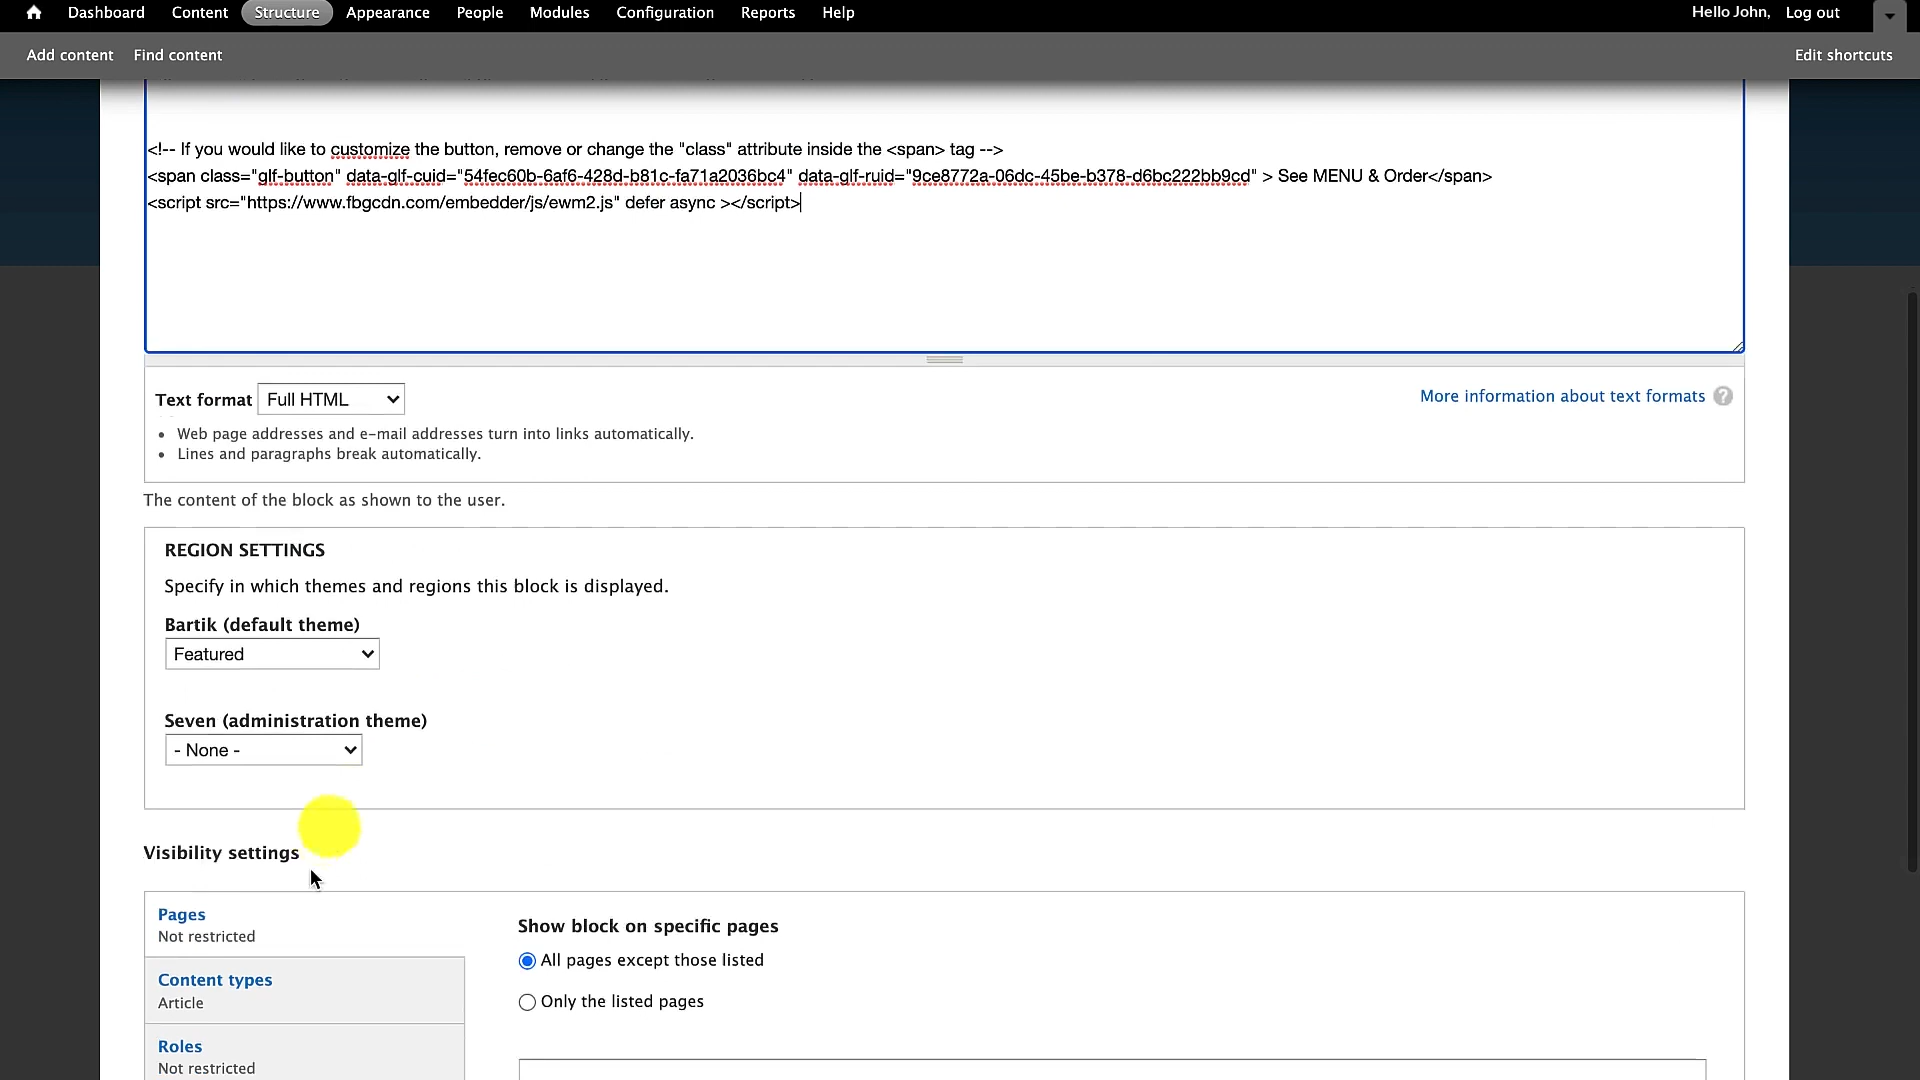 Dashboard Content Structure Appearance People Modules Configuration Reports Help Hello John, Log out
Add content Find content Edit shortcuts
<!-- If you would like to customize the button, remove or change the "class" attribute inside the <span> tag -->
<span class="glf-button" data-glf-cuid="54fec60b-6af6-428d-b81c-fa71a2036bc4" data-glf-ruid="9ce8772a-06dc-45be-b378-d6bc222bb9cd" > See MENU & Order</span>
<script src="https://www.fbgcdn.com/embedder/js/ewm2.js" defer async ></script>
Text format Full HTML More information about text formats ?
Web page addresses and e-mail addresses turn into links automatically.
Lines and paragraphs break automatically.
The content of the block as shown to the user.
REGION SETTINGS
Specify in which themes and regions this block is displayed.
Bartik (default theme)
Featured
Seven (administration theme)
- None -
Visibility settings
Pages
Not restricted
Content types
Article
Roles
Not restricted
Show block on specific pages
All pages except those listed
Only the listed pages